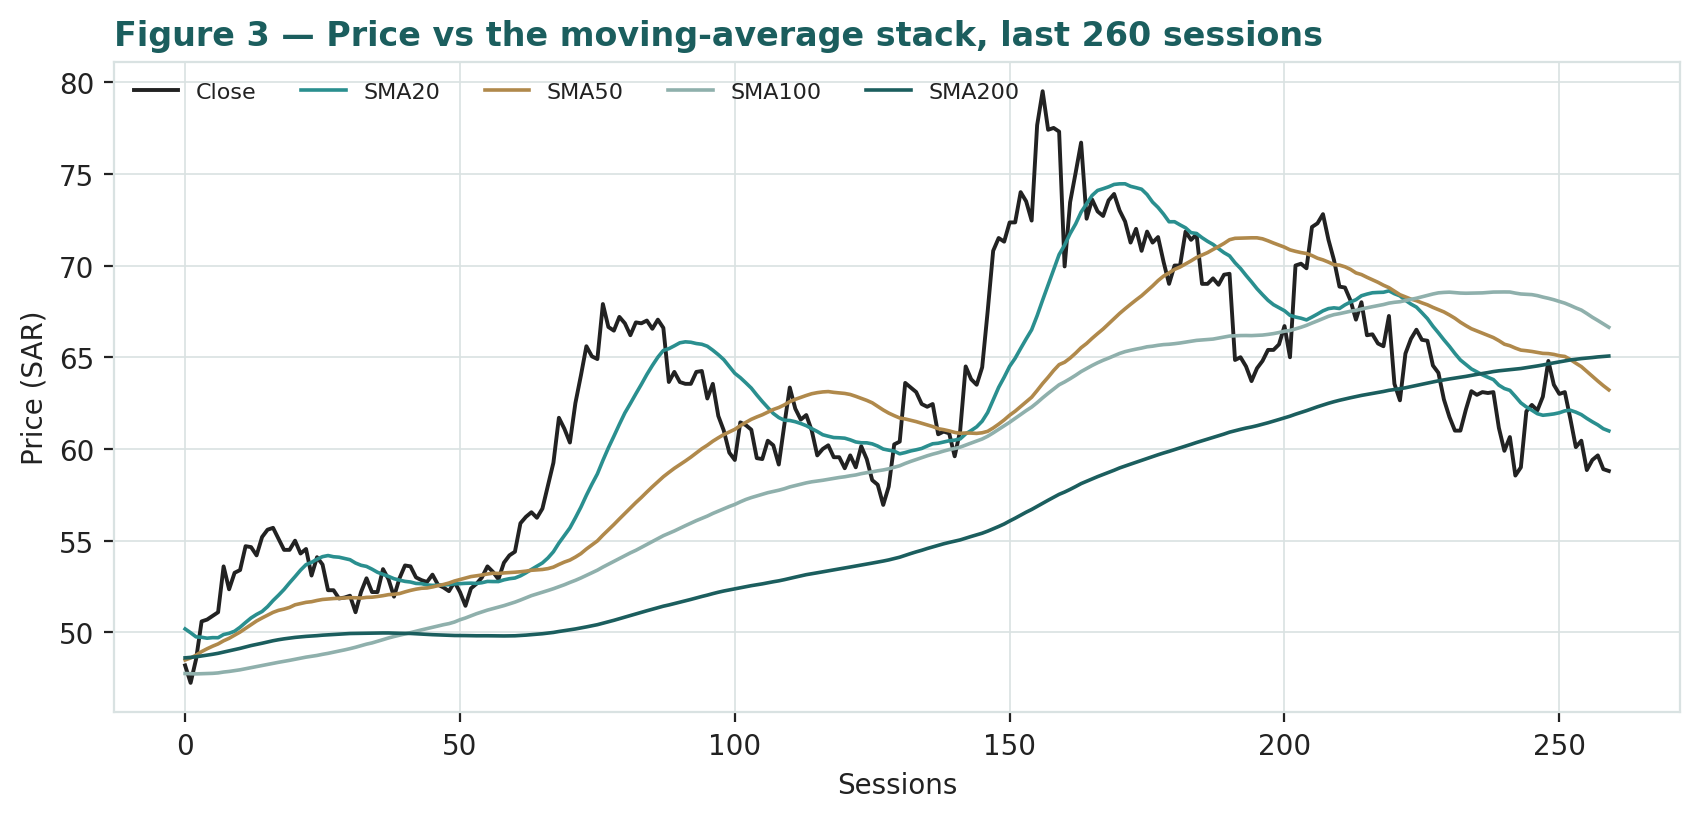 Figure 3 — Price vs the moving-average stack, last 260 sessions
Close SMA20 SMA50 SMA100 SMA200
80
75
70
65
60
55
50
Price (SAR)
0 50 100 150 200 250
Sessions